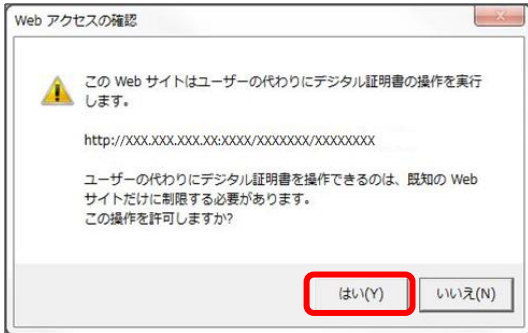 Web アクセスの確認
この Web サイトはユーザーの代わりにデジタル証明書の操作を実行
します。
http://XXX.XXX.XXX.XX:XXXX/XXXXXXX/XXXXXXXX
ユーザーの代わりにデジタル証明書を操作できるのは、既知の Web
サイトだけに制限する必要があります。
この操作を許可しますか?
はい(Y) いいえ(N)